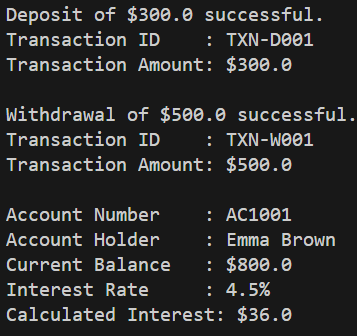 Deposit of $300.0 successful.
Transaction ID    : TXN-D001
Transaction Amount: $300.0

Withdrawal of $500.0 successful.
Transaction ID    : TXN-W001
Transaction Amount: $500.0

Account Number    : AC1001
Account Holder    : Emma Brown
Current Balance   : $800.0
Interest Rate     : 4.5%
Calculated Interest: $36.0